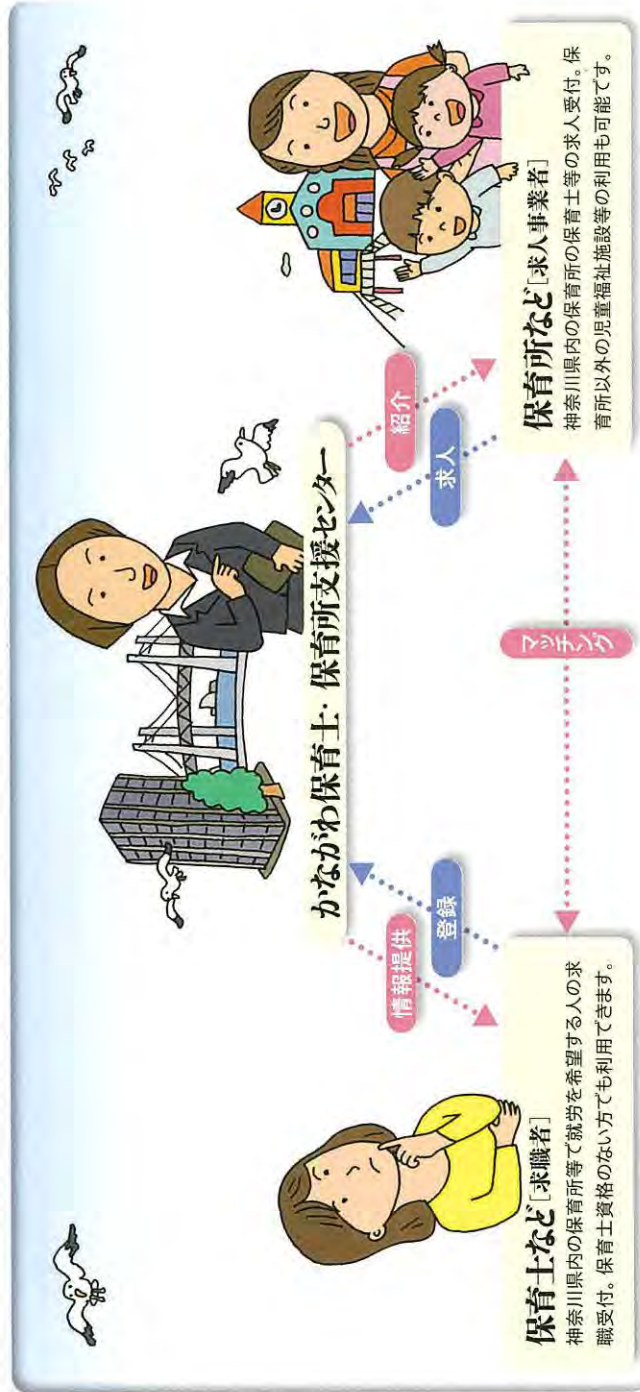 かながわ保育士・保育所支援センター
情報提供
登録
紹介
求人
マッチング
保育士など[求職者]
神奈川県内の保育所等で就労を希望する人の求
職受付。保育士資格のない方でも利用できます。
保育所など[求人事業者]
神奈川県内の保育所の保育士等の求人受付。保
育所以外の児童福祉施設等の利用も可能です。